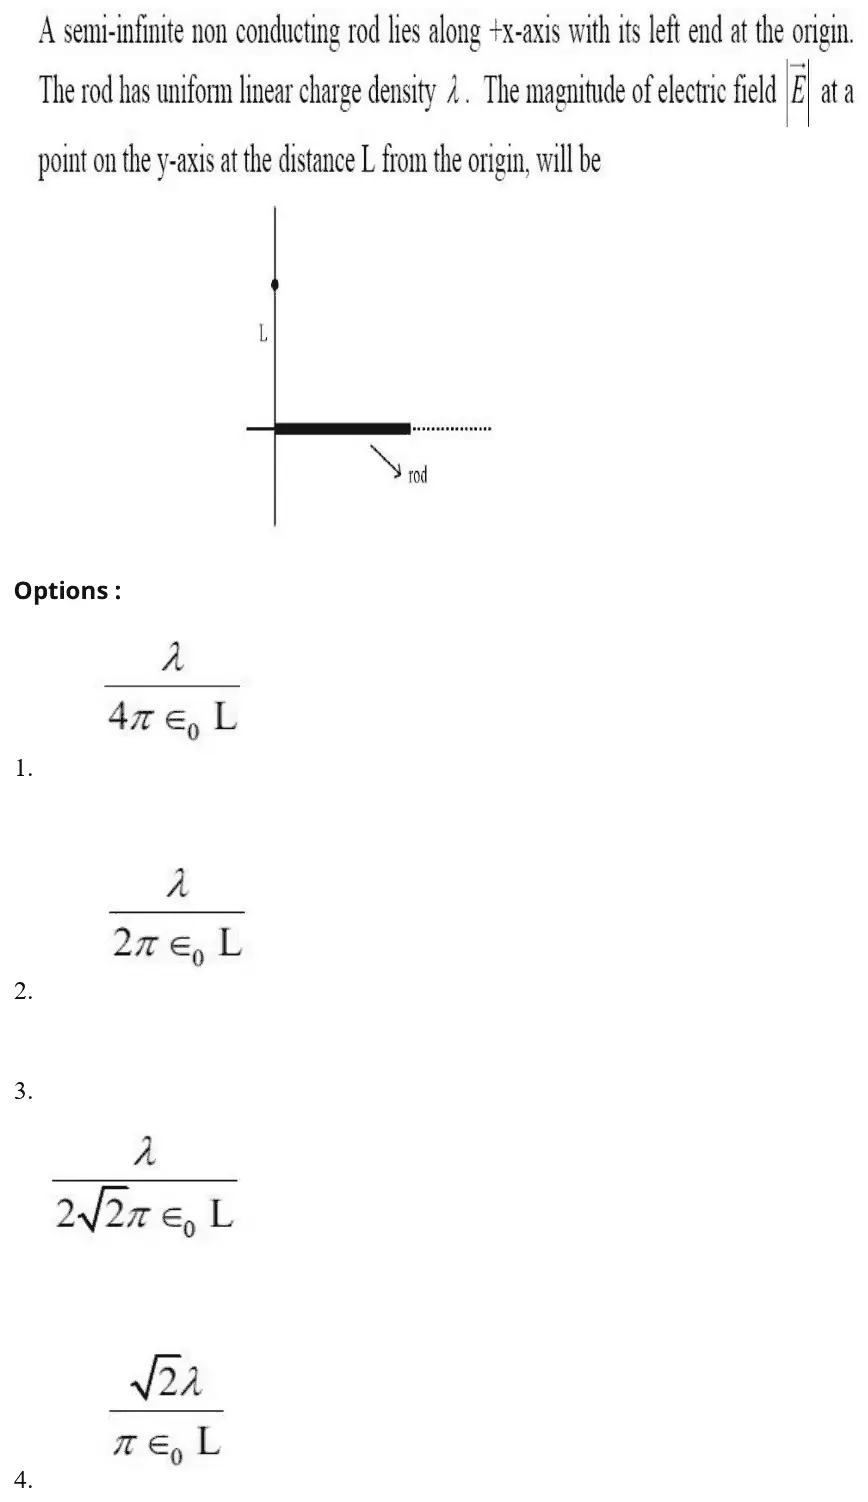 A semi-infinite non conducting rod lies along +x-axis with its left end at the origin.
The rod has uniform linear charge density λ. The magnitude of electric field |E⃗| at a
point on the y-axis at the distance L from the origin, will be
L
rod
Options :
λ
4π ∈₀ L
1.
λ
2π ∈₀ L
2.
3.
λ
2√2π ∈₀ L
√2λ
π ∈₀ L
4.